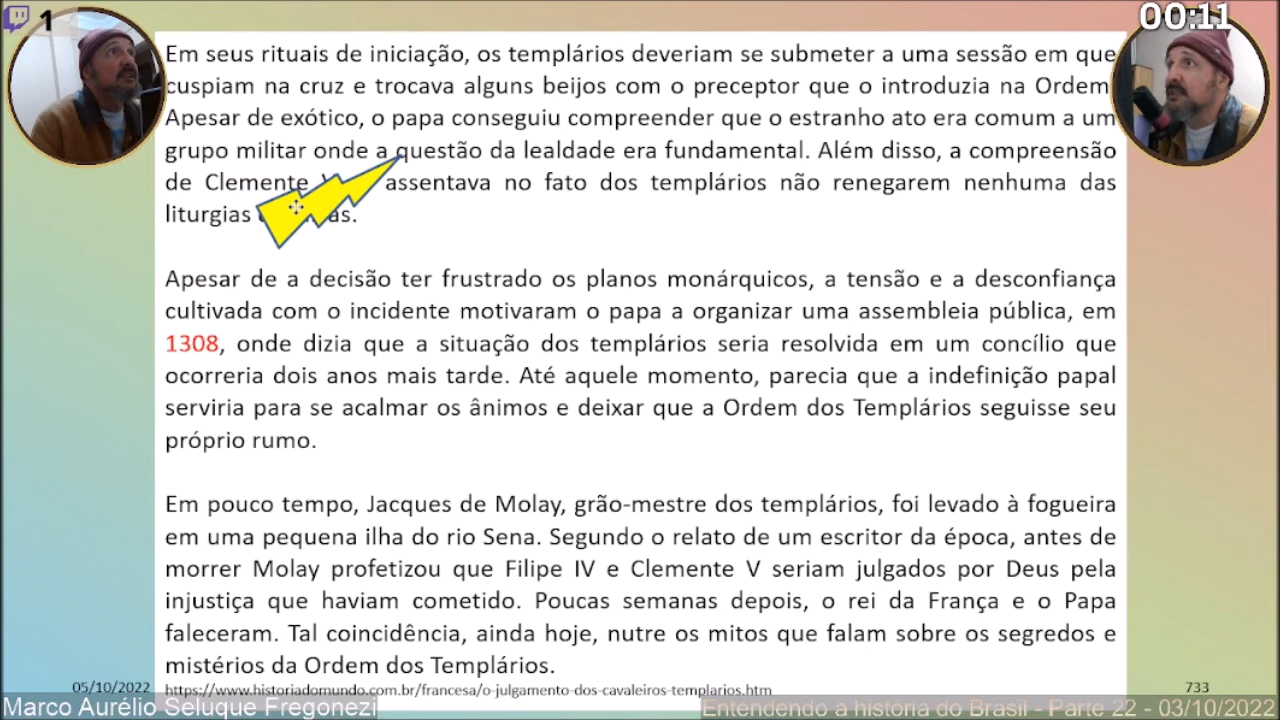 1
00:11
Em seus rituais de iniciação, os templários deveriam se submeter a uma sessão em que
cuspiam na cruz e trocava alguns beijos com o preceptor que o introduzia na Ordem
Apesar de exótico, o papa conseguiu compreender que o estranho ato era comum a um
grupo militar onde a questão da lealdade era fundamental. Além disso, a compreensão
de Clemente assentava no fato dos templários não renegarem nenhuma das
liturgias
Apesar de a decisão ter frustrado os planos monárquicos, a tensão e a desconfiança
cultivada com o incidente motivaram o papa a organizar uma assembleia pública, em
1308, onde dizia que a situação dos templários seria resolvida em um concílio que
ocorreria dois anos mais tarde. Até aquele momento, parecia que a indefinição papal
serviria para se acalmar os ânimos e deixar que a Ordem dos Templários seguisse seu
próprio rumo.
Em pouco tempo, Jacques de Molay, grão-mestre dos templários, foi levado à fogueira
em uma pequena ilha do rio Sena. Segundo o relato de um escritor da época, antes de
morrer Molay profetizou que Filipe IV e Clemente V seriam julgados por Deus pela
injustiça que haviam cometido. Poucas semanas depois, o rei da França e o Papa
faleceram. Tal coincidência, ainda hoje, nutre os mitos que falam sobre os segredos e
mistérios da Ordem dos Templários.
05/10/2022 https://www.historiadomundo.com.br/francesa/o-julgamento-dos-cavaleiros-templarios.htm 733
Marco Aurélio Seluque Fregonezi
Entendendo a história do Brasil - Parte 22 - 03/10/2022